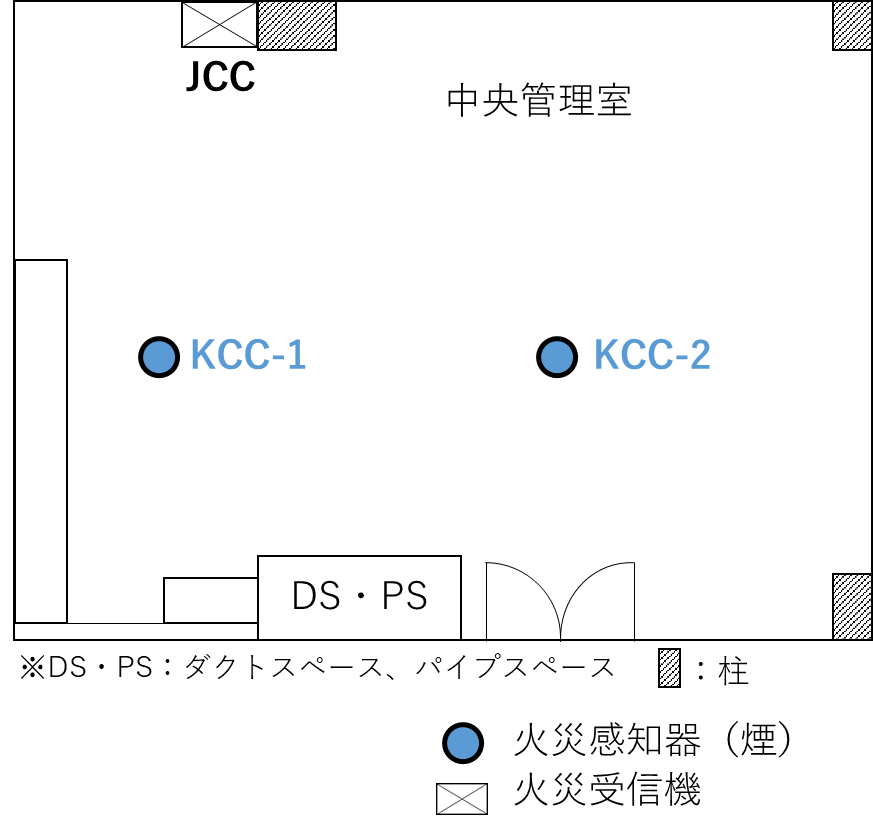 JCC
中央管理室
KCC-1
KCC-2
DS・PS
※DS・PS：ダクトスペース、パイプスペース
：柱
火災感知器（煙）
火災受信機